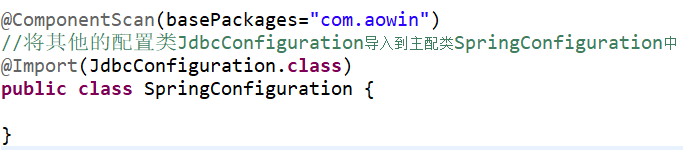 @ComponentScan(basePackages="com.aowin")
//将其他的配置类JdbcConfiguration导入到主配类SpringConfiguration中
@Import(JdbcConfiguration.class)
public class SpringConfiguration {
}